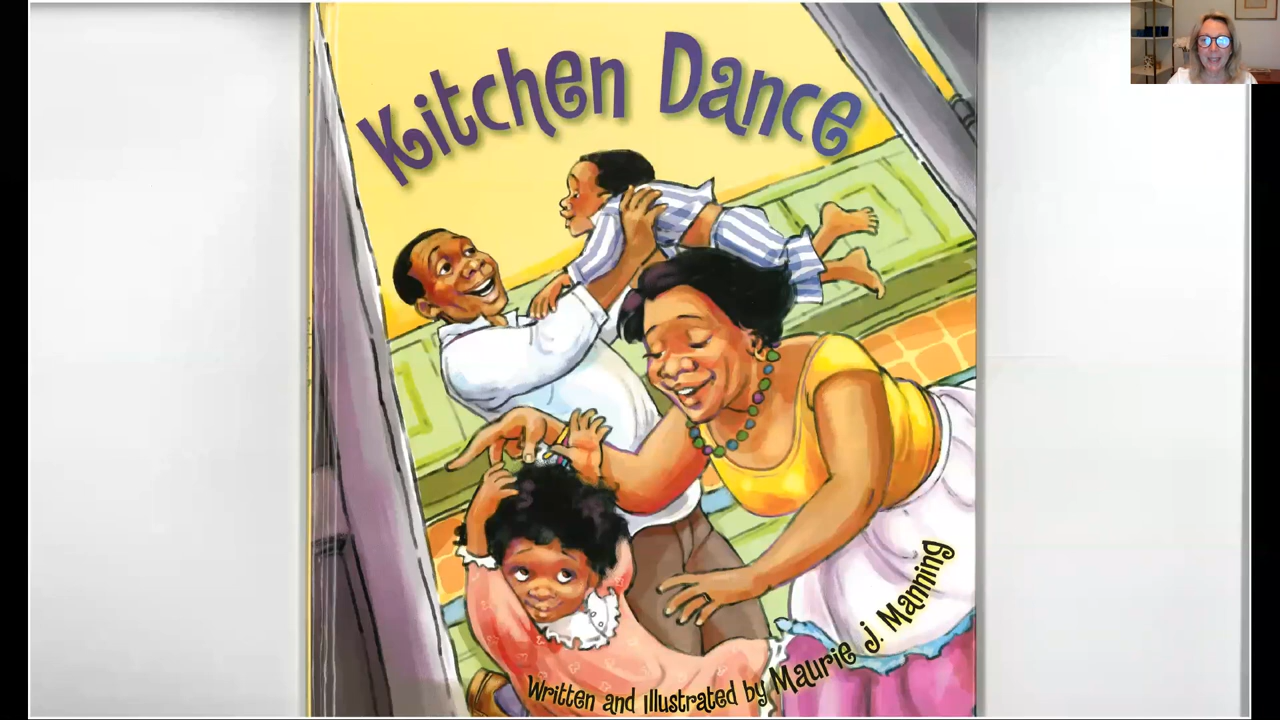 Kitchen Dance
Written and Illustrated by Maurie J. Manning